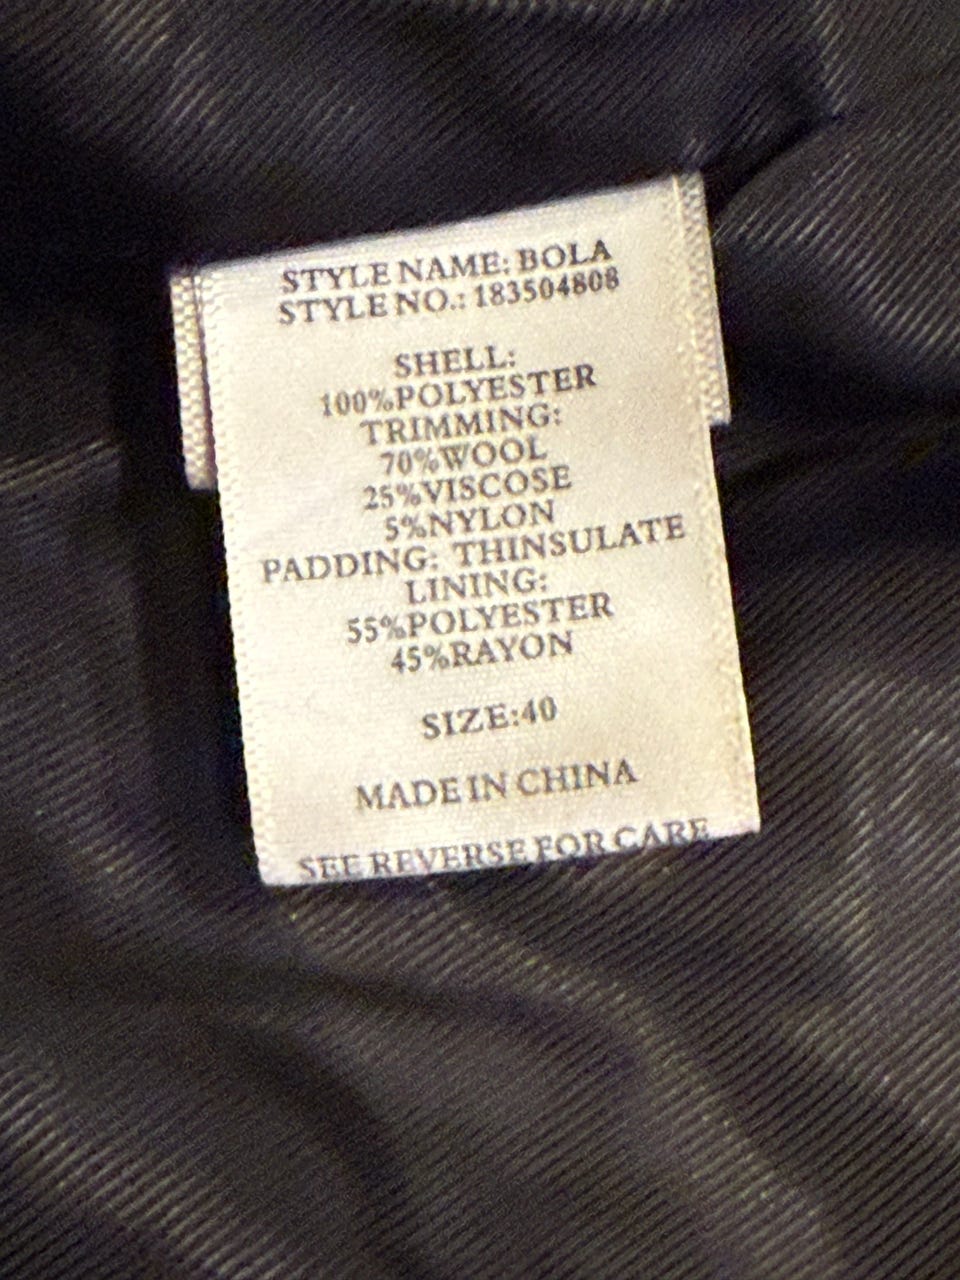 STYLE NAME: BOLA
STYLE NO.: 183504808
SHELL:
100%POLYESTER
TRIMMING:
70%WOOL
25%VISCOSE
5%NYLON
PADDING: THINSULATE
LINING:
55%POLYESTER
45%RAYON
SIZE:40
MADE IN CHINA
SEE REVERSE FOR CARE